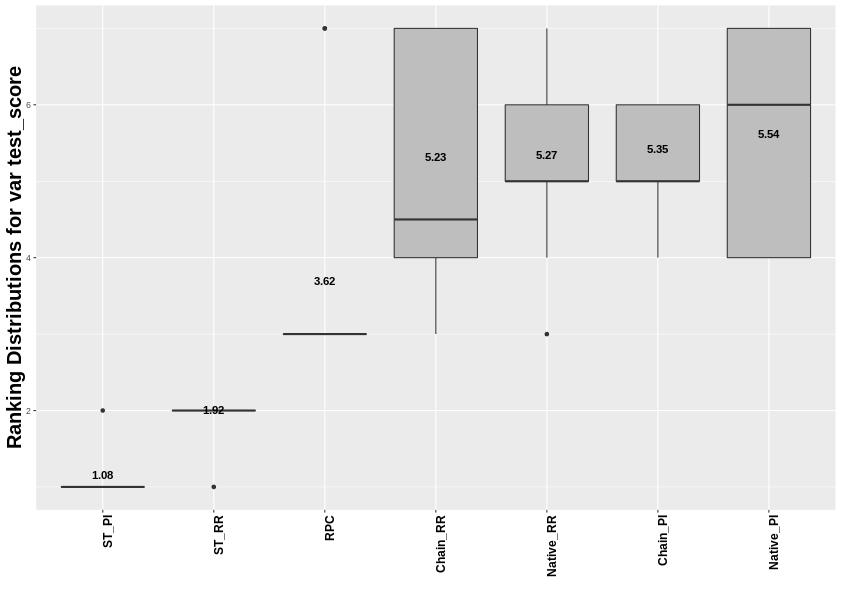 Ranking Distributions for var test_score
6
4
2
1.08
1.92
3.62
5.23
5.27
5.35
5.54
ST_PI
ST_RR
RPC
Chain_RR
Native_RR
Chain_PI
Native_PI